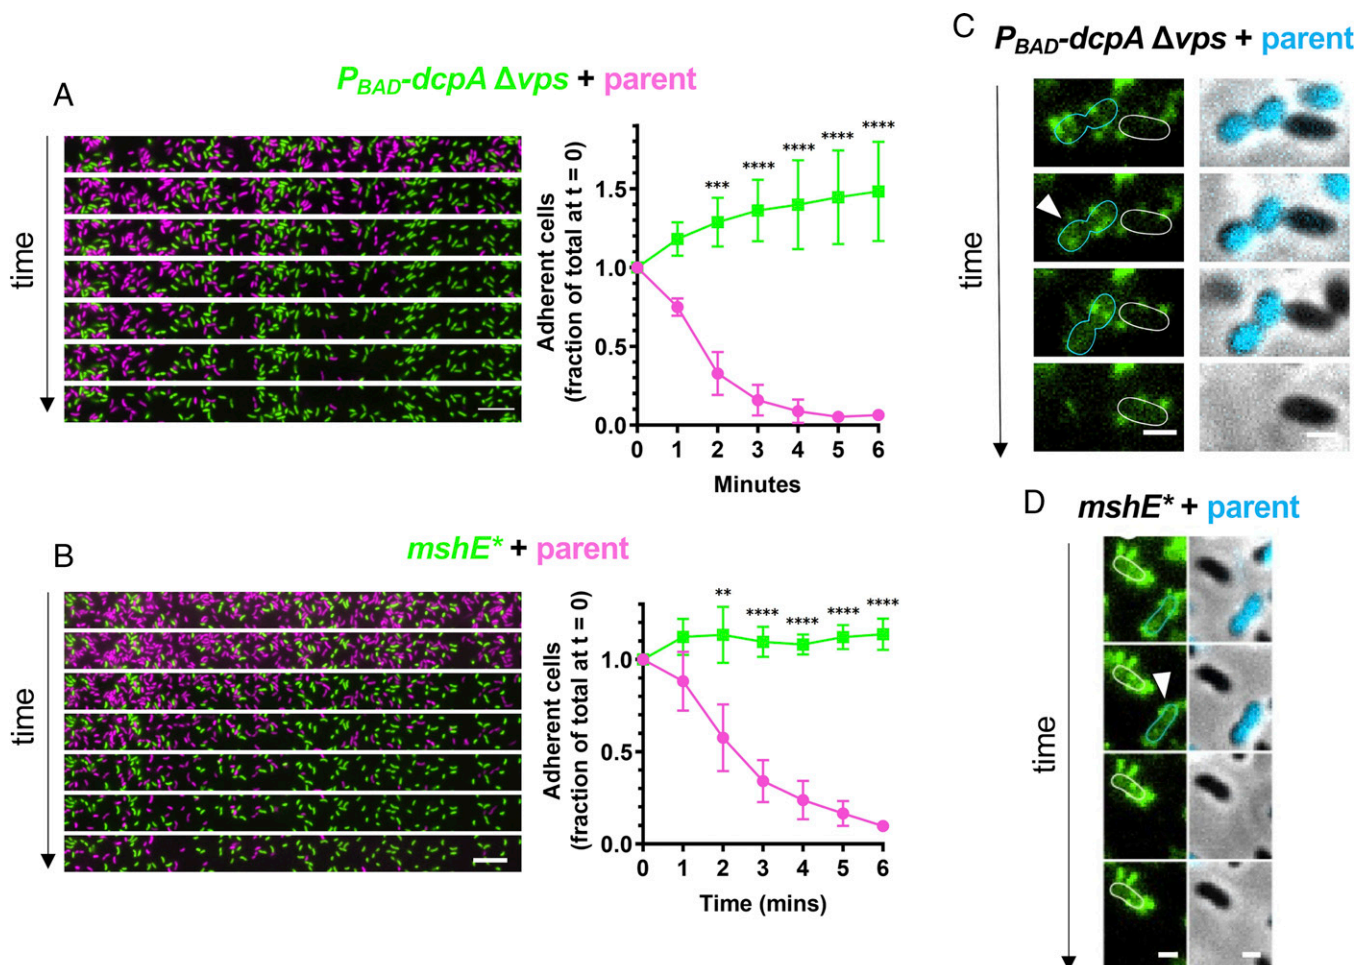 A
P_BAD-dcpA Δvps + parent
time
Adherent cells
(fraction of total at t = 0)
1.5
1.0
0.5
0.0
*** **** **** **** ****
0 1 2 3 4 5 6
Minutes
B
mshE* + parent
time
Adherent cells
(fraction of total at t = 0)
1.0
0.5
0.0
** **** **** **** ****
0 1 2 3 4 5 6
Time (mins)
C
P_BAD-dcpA Δvps + parent
time
D
mshE* + parent
time